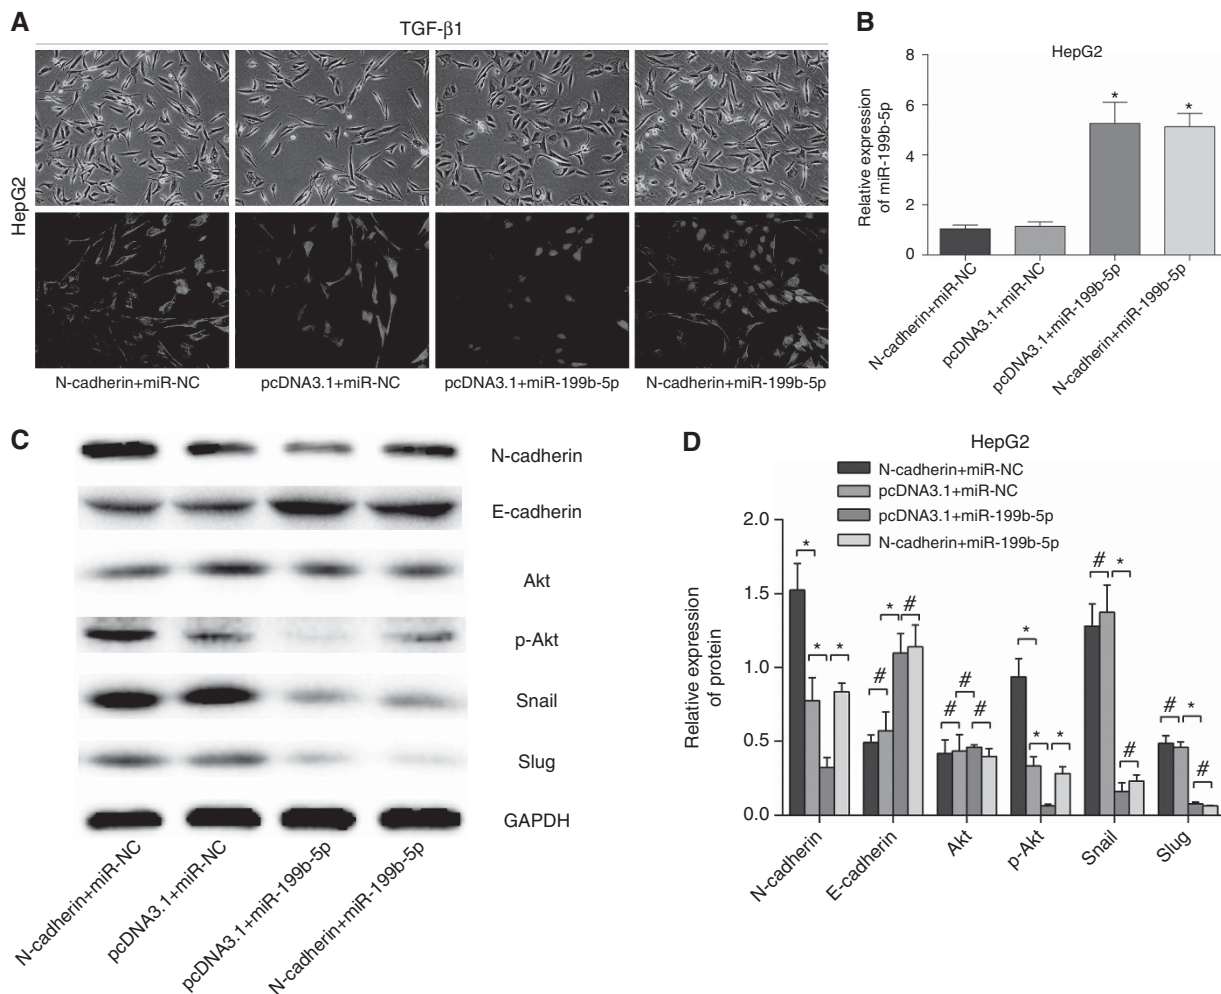 A
TGF-β1
HepG2
N-cadherin+miR-NC
pcDNA3.1+miR-NC
pcDNA3.1+miR-199b-5p
N-cadherin+miR-199b-5p
B
HepG2
Relative expression
of miR-199b-5p
8
6
4
2
0
*
*
N-cadherin+miR-NC
pcDNA3.1+miR-NC
pcDNA3.1+miR-199b-5p
N-cadherin+miR-199b-5p
C
N-cadherin
E-cadherin
Akt
p-Akt
Snail
Slug
GAPDH
N-cadherin+miR-NC
pcDNA3.1+miR-NC
pcDNA3.1+miR-199b-5p
N-cadherin+miR-199b-5p
D
HepG2
N-cadherin+miR-NC
pcDNA3.1+miR-NC
pcDNA3.1+miR-199b-5p
N-cadherin+miR-199b-5p
Relative expression
of protein
2.0
1.5
1.0
0.5
0.0
* * *
# * #
# # #
* * *
# * #
# * #
N-cadherin
E-cadherin
Akt
p-Akt
Snail
Slug